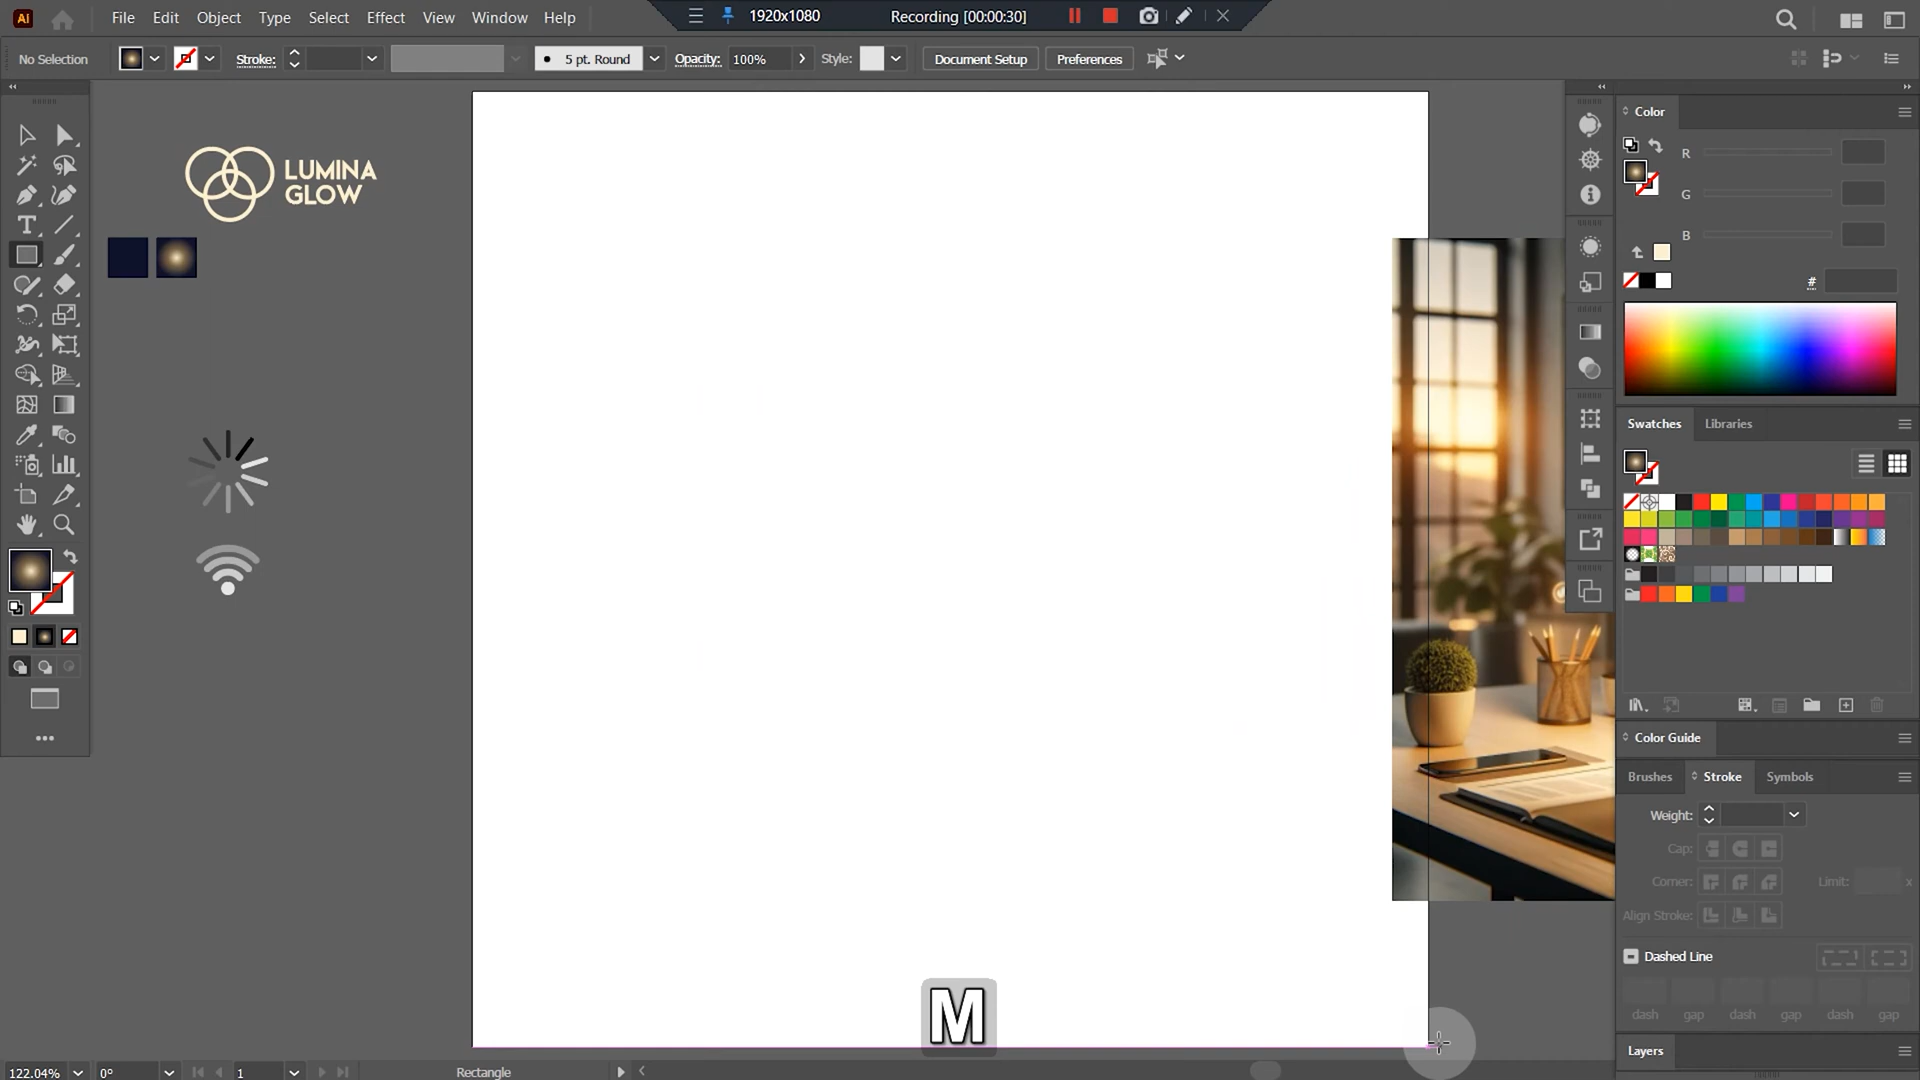 Ai File Edit Object Type Select Effect View Window Help
1920x1080 Recording [00:00:30]
No Selection Stroke: 5 pt. Round Opacity: 100% Style: Document Setup Preferences
Color
R
G
B
#
LUMINA
GLOW
Swatches Libraries
Color Guide
Brushes Stroke Symbols
Weight:
Cap:
Corner: Limit: x
Align Stroke:
Dashed Line
dash gap dash gap dash gap
Layers
M
122.04% 0° 1 Rectangle